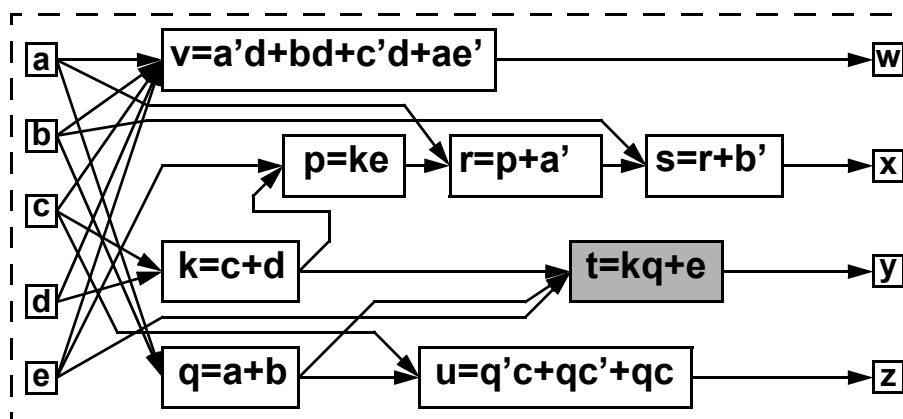 a
v=a’d+bd+c’d+ae’
w
b
p=ke
r=p+a’
s=r+b’
x
c
k=c+d
t=kq+e
y
d
e
q=a+b
u=q’c+qc’+qc
z